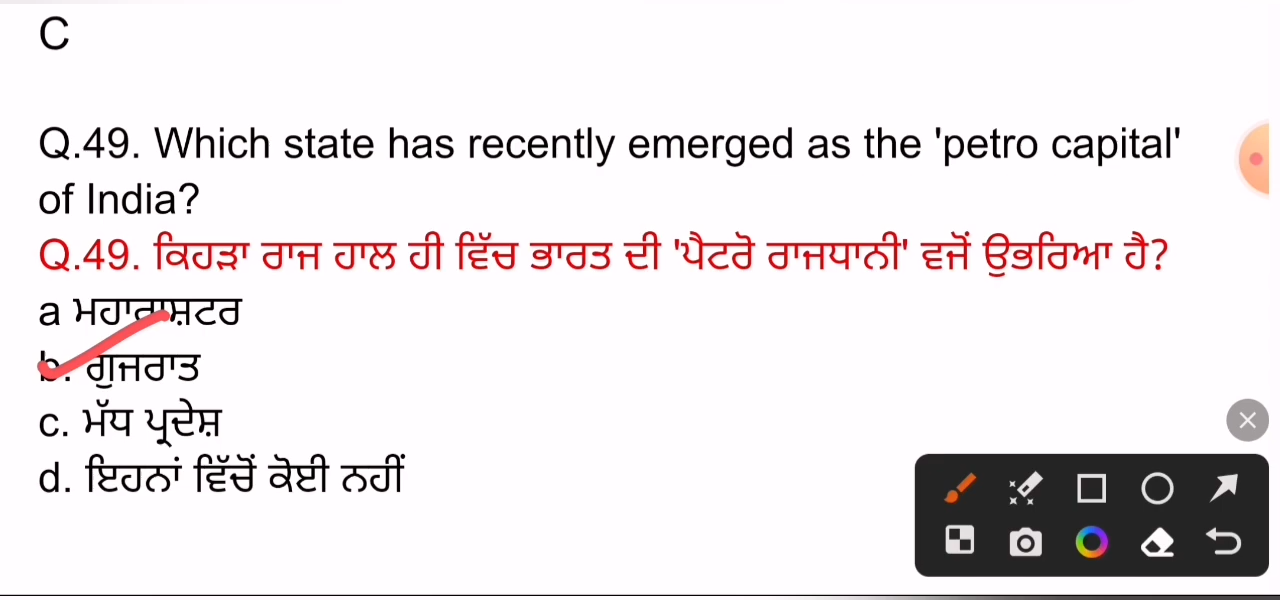 C
Q.49. Which state has recently emerged as the 'petro capital'
of India?
Q.49. ਕਿਹੜਾ ਰਾਜ ਹਾਲ ਹੀ ਵਿੱਚ ਭਾਰਤ ਦੀ 'ਪੈਟਰੋ ਰਾਜਧਾਨੀ' ਵਜੋਂ ਉਭਰਿਆ ਹੈ?
a ਮਹਾਰਾਸ਼ਟਰ
b. ਗੁਜਰਾਤ
c. ਮੱਧ ਪ੍ਰਦੇਸ਼
d. ਇਹਨਾਂ ਵਿੱਚੋਂ ਕੋਈ ਨਹੀਂ